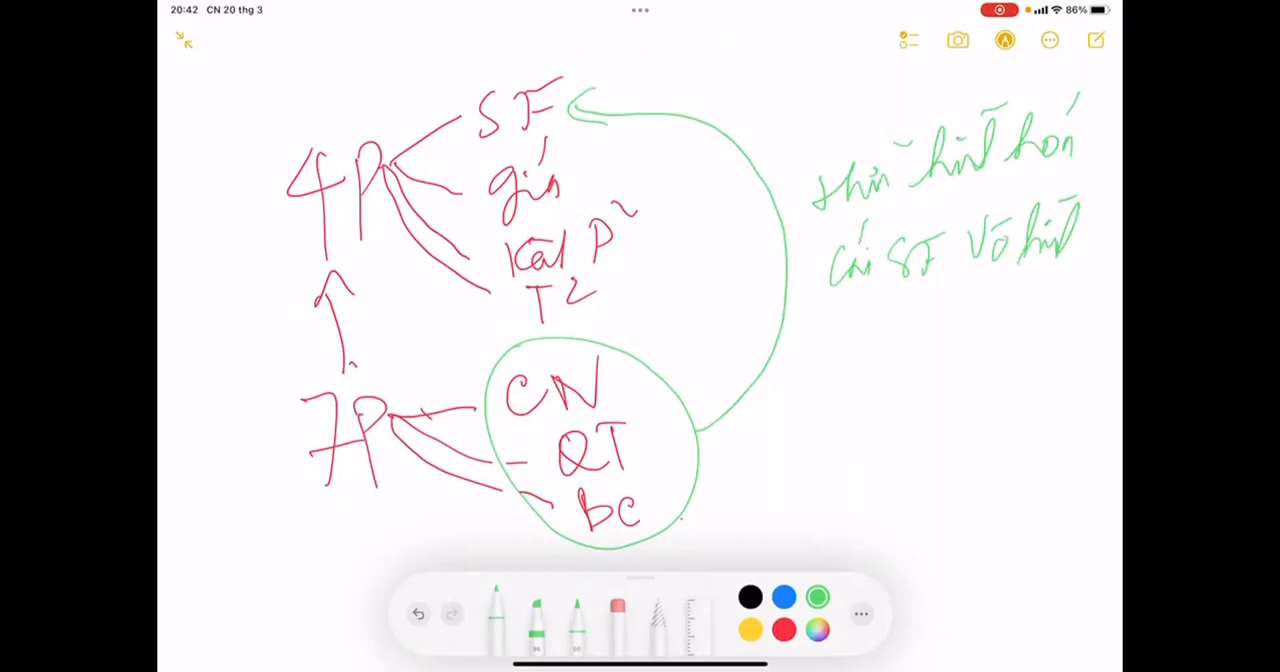 20:42 CN 20 thg 3
86%
4P
SF
giá
kênh P²
T²
7P
CN
QT
BC
hữu hình hoá
cái SF vô hình